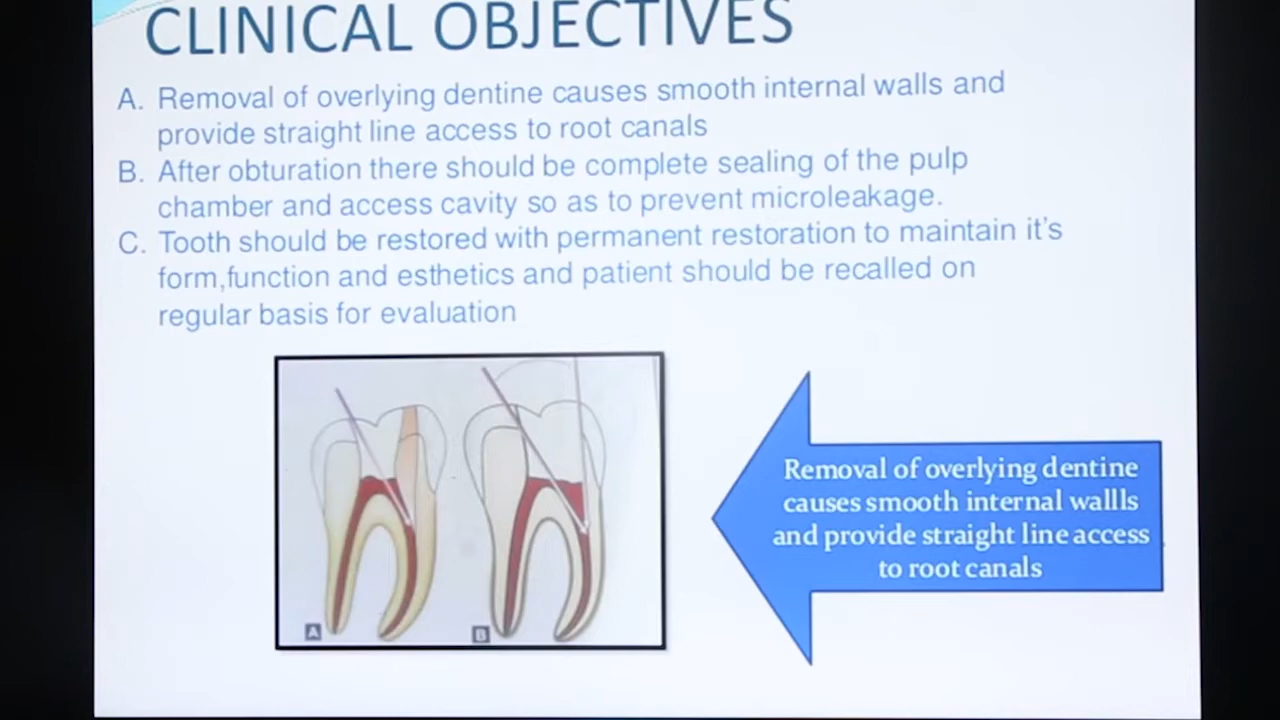 CLINICAL OBJECTIVES
A. Removal of overlying dentine causes smooth internal walls and
provide straight line access to root canals
B. After obturation there should be complete sealing of the pulp
chamber and access cavity so as to prevent microleakage.
C. Tooth should be restored with permanent restoration to maintain it's
form,function and esthetics and patient should be recalled on
regular basis for evaluation
A
B
Removal of overlying dentine
causes smooth internal wallls
and provide straight line access
to root canals